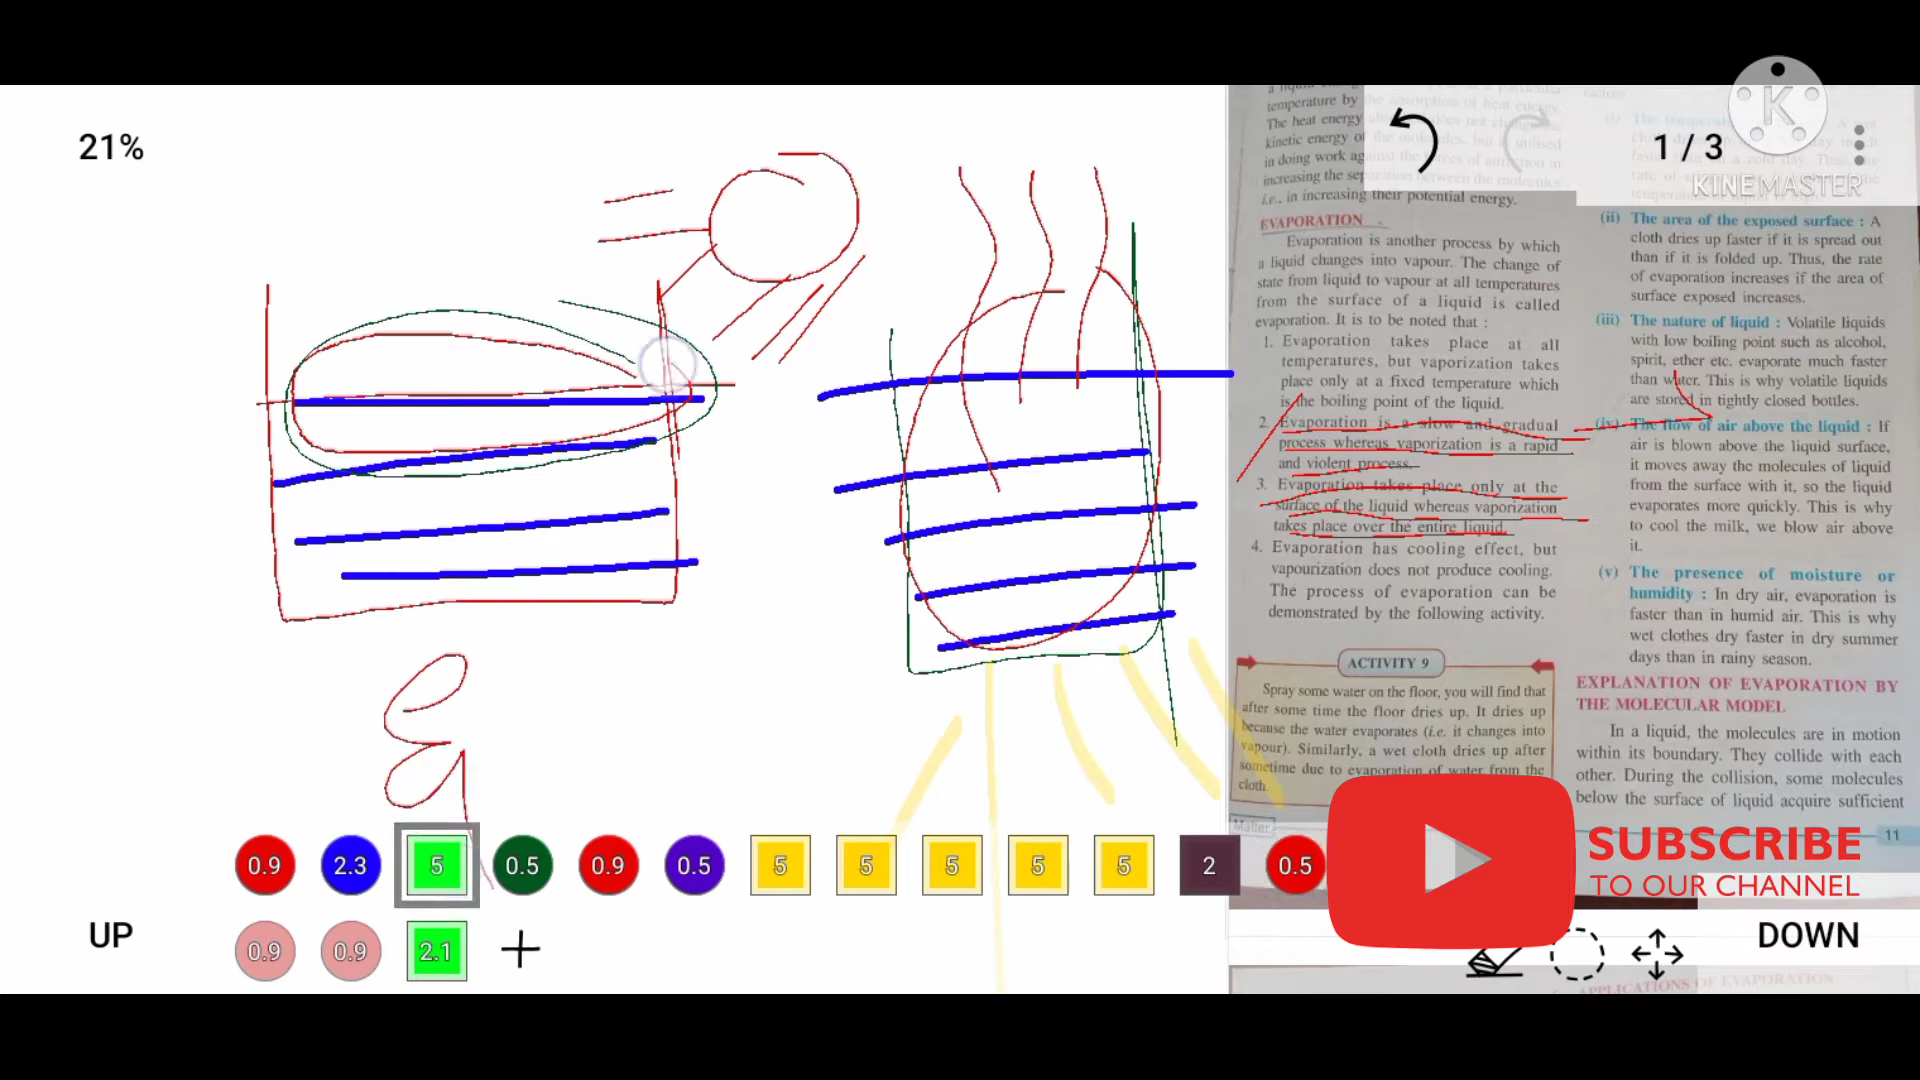 21%
temperature by
The heat energy
kinetic energy of
in doing work
increasing the
i.e., in increasing their potential energy.
EVAPORATION
Evaporation is another process by which
a liquid changes into vapour. The change of
state from liquid to vapour at all temperatures
from the surface of a liquid is called
evaporation. It is to be noted that :
1. Evaporation takes place at all
temperatures, but vaporization takes
place only at a fixed temperature which
is the boiling point of the liquid.
2. Evaporation is a slow and gradual
process whereas vaporization is a rapid
and violent process.
3. Evaporation takes place only at the
surface of the liquid whereas vaporization
takes place over the entire liquid.
4. Evaporation has cooling effect, but
vapourization does not produce cooling.
The process of evaporation can be
demonstrated by the following activity.
ACTIVITY 9
Spray some water on the floor, you will find that
after some time the floor dries up. It dries up
because the water evaporates (i.e. it changes into
vapour). Similarly, a wet cloth dries up after
sometime due to evaporation of water from the
cloth.
Matter
1 / 3
K
KINEMASTER
(ii) The area of the exposed surface : A
cloth dries up faster if it is spread out
than if it is folded up. Thus, the rate
of evaporation increases if the area of
surface exposed increases.
(iii) The nature of liquid : Volatile liquids
with low boiling point such as alcohol,
spirit, ether etc. evaporate much faster
than water. This is why volatile liquids
are stored in tightly closed bottles.
(iv) The flow of air above the liquid : If
air is blown above the liquid surface,
it moves away the molecules of liquid
from the surface with it, so the liquid
evaporates more quickly. This is why
to cool the milk, we blow air above
it.
(v) The presence of moisture or
humidity : In dry air, evaporation is
faster than in humid air. This is why
wet clothes dry faster in dry summer
days than in rainy season.
EXPLANATION OF EVAPORATION BY
THE MOLECULAR MODEL
In a liquid, the molecules are in motion
within its boundary. They collide with each
other. During the collision, some molecules
below the surface of liquid acquire sufficient
11
SUBSCRIBE
TO OUR CHANNEL
0.9 2.3 5 0.5 0.9 0.5 5 5 5 5 5 2 0.5
UP
0.9 0.9 2.1 +
DOWN
APPLICATIONS OF EVAPORATION